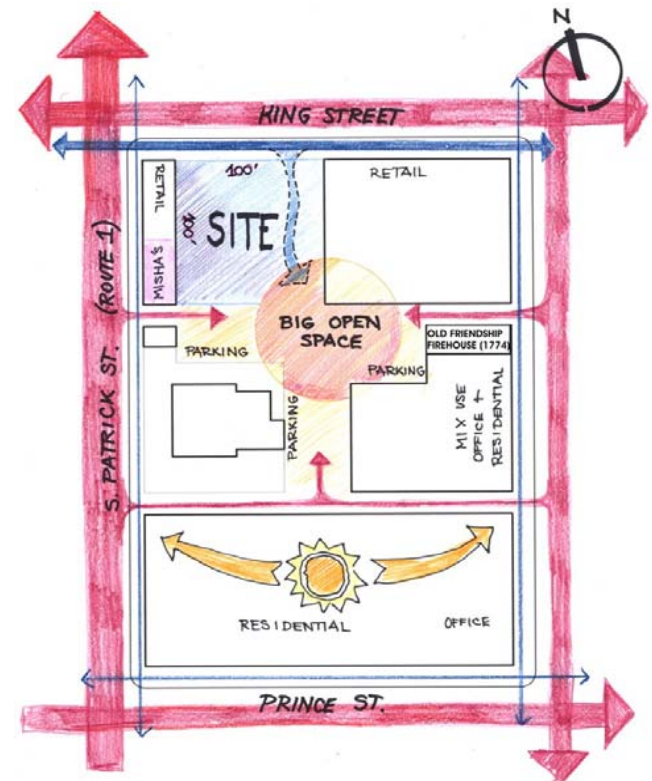 N
KING STREET
RETAIL
100'
RETAIL
100'
SITE
MISHA'S
S. PATRICK ST. (ROUTE 1)
BIG OPEN
SPACE
OLD FRIENDSHIP
FIREHOUSE (1774)
PARKING
PARKING
PARKING
MIX USE
OFFICE +
RESIDENTIAL
RESIDENTIAL
OFFICE
PRINCE ST.